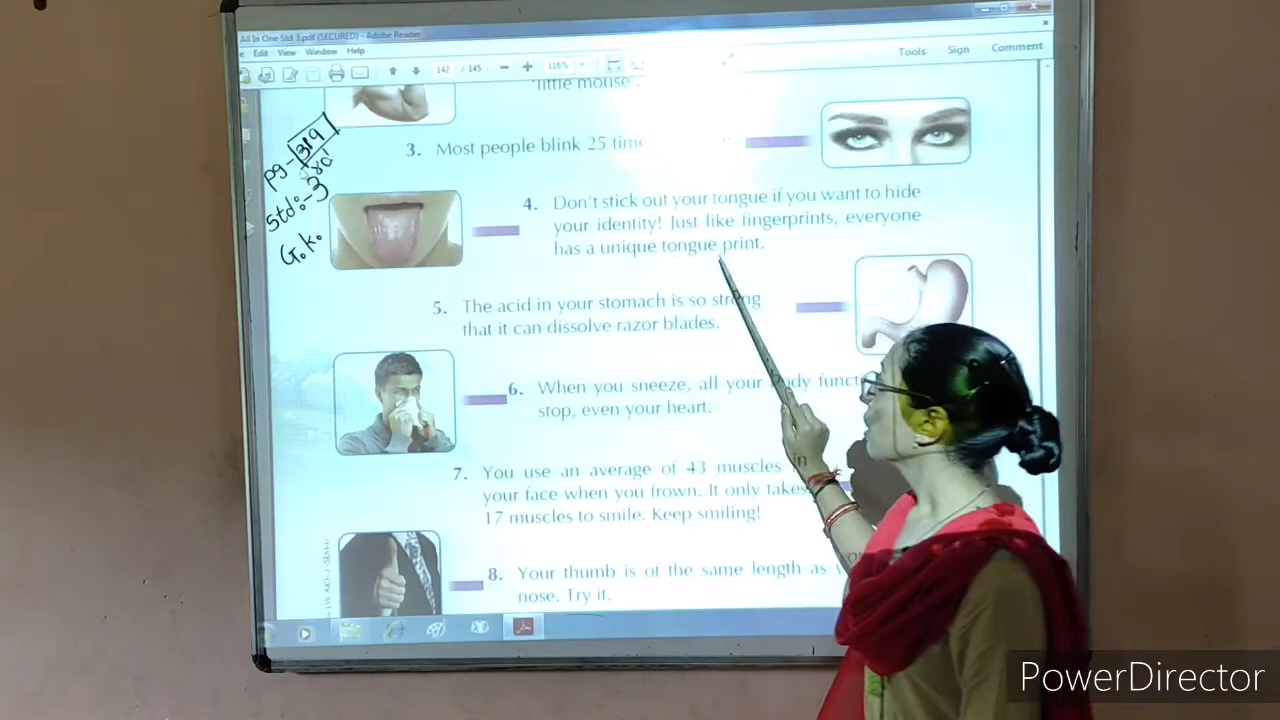 All In One Std 3.pdf (SECURED) - Adobe Reader
Edit View Window Help
Tools Sign Comment
142 / 145
116%
'little mouse'.
pg- 319
Std:- 3rd
G.K.
3. Most people blink 25
4. Don't stick out your tongue if you want to hide
your identity! Just like fingerprints, everyone
has a unique tongue print.
5. The acid in your stomach is so strong
that it can dissolve razor blades.
6. When you sneeze, all your body
stop, even your heart.
7. You use an average of 43 muscles in
your face when you frown. It only takes
17 muscles to smile. Keep smiling!
8. Your thumb is of the same length as
nose. Try it.
PowerDirector